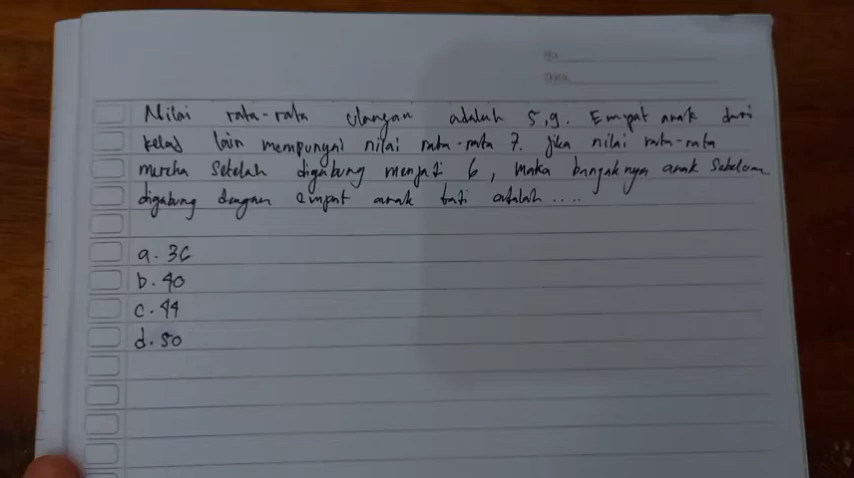 No.
Date.
Nilai rata-rata ulangan adalah 5,9. Empat anak dari
kelas lain mempunyai nilai rata-rata 7. Jika nilai rata-rata
mereka setelah digabung menjadi 6, maka banyaknya anak sebelum
digabung dengan empat anak tadi adalah ....
a. 36
b. 40
c. 44
d. 50